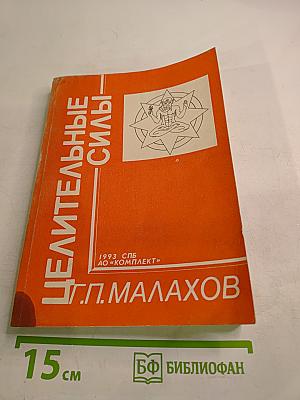 ЦЕЛИТЕЛЬНЫЕ
СИЛЫ
1993 СПБ
АО «КОМПЛЕКТ»
Г.П.МАЛАХОВ
15 см
БФ БИБЛИОФАН